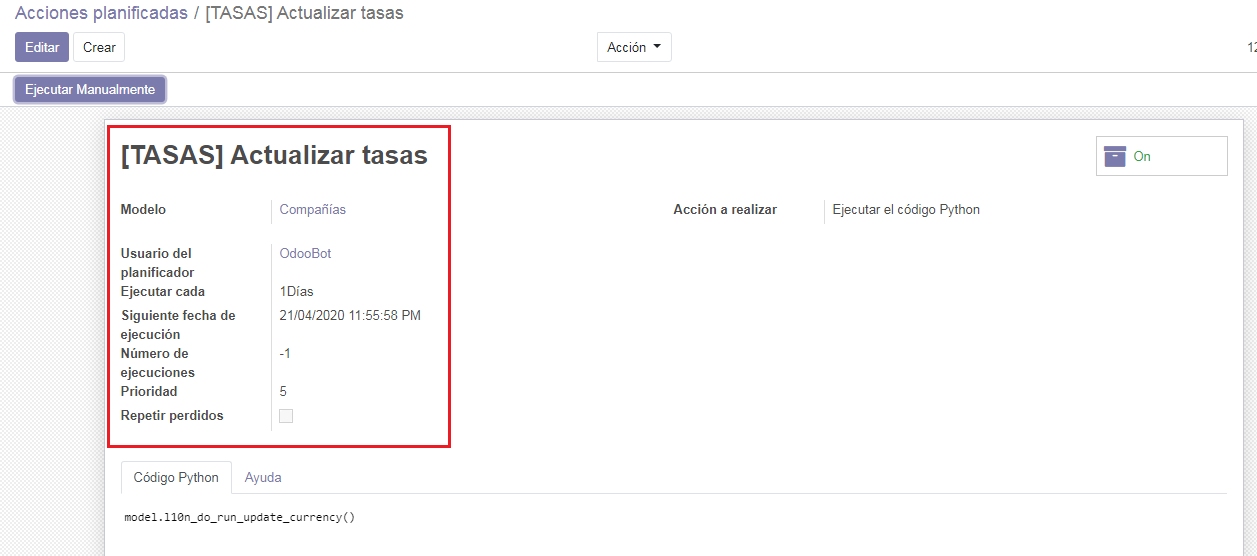 Acciones planificadas / [TASAS] Actualizar tasas
Editar
Crear
Acción
12
Ejecutar Manualmente
[TASAS] Actualizar tasas
On
Modelo
Compañías
Acción a realizar
Ejecutar el código Python
Usuario del
planificador
OdooBot
Ejecutar cada
1Días
Siguiente fecha de
ejecución
21/04/2020 11:55:58 PM
Número de
ejecuciones
-1
Prioridad
5
Repetir perdidos
Código Python
Ayuda
model.l10n_do_run_update_currency()